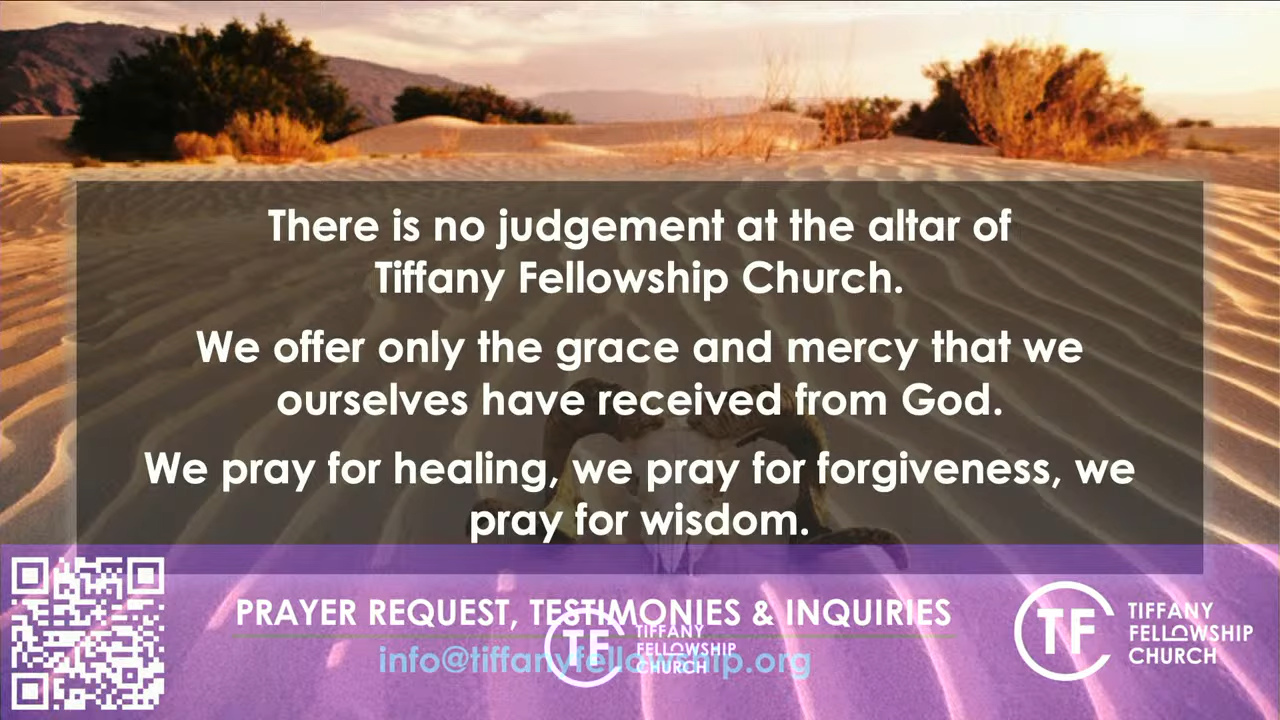 There is no judgement at the altar of
Tiffany Fellowship Church.
We offer only the grace and mercy that we
ourselves have received from God.
We pray for healing, we pray for forgiveness, we
pray for wisdom.
PRAYER REQUEST, TESTIMONIES & INQUIRIES
TF TIFFANY
FELLOWSHIP
CHURCH
info@tiffanyfellowship.org
TF TIFFANY
FELLOWSHIP
CHURCH